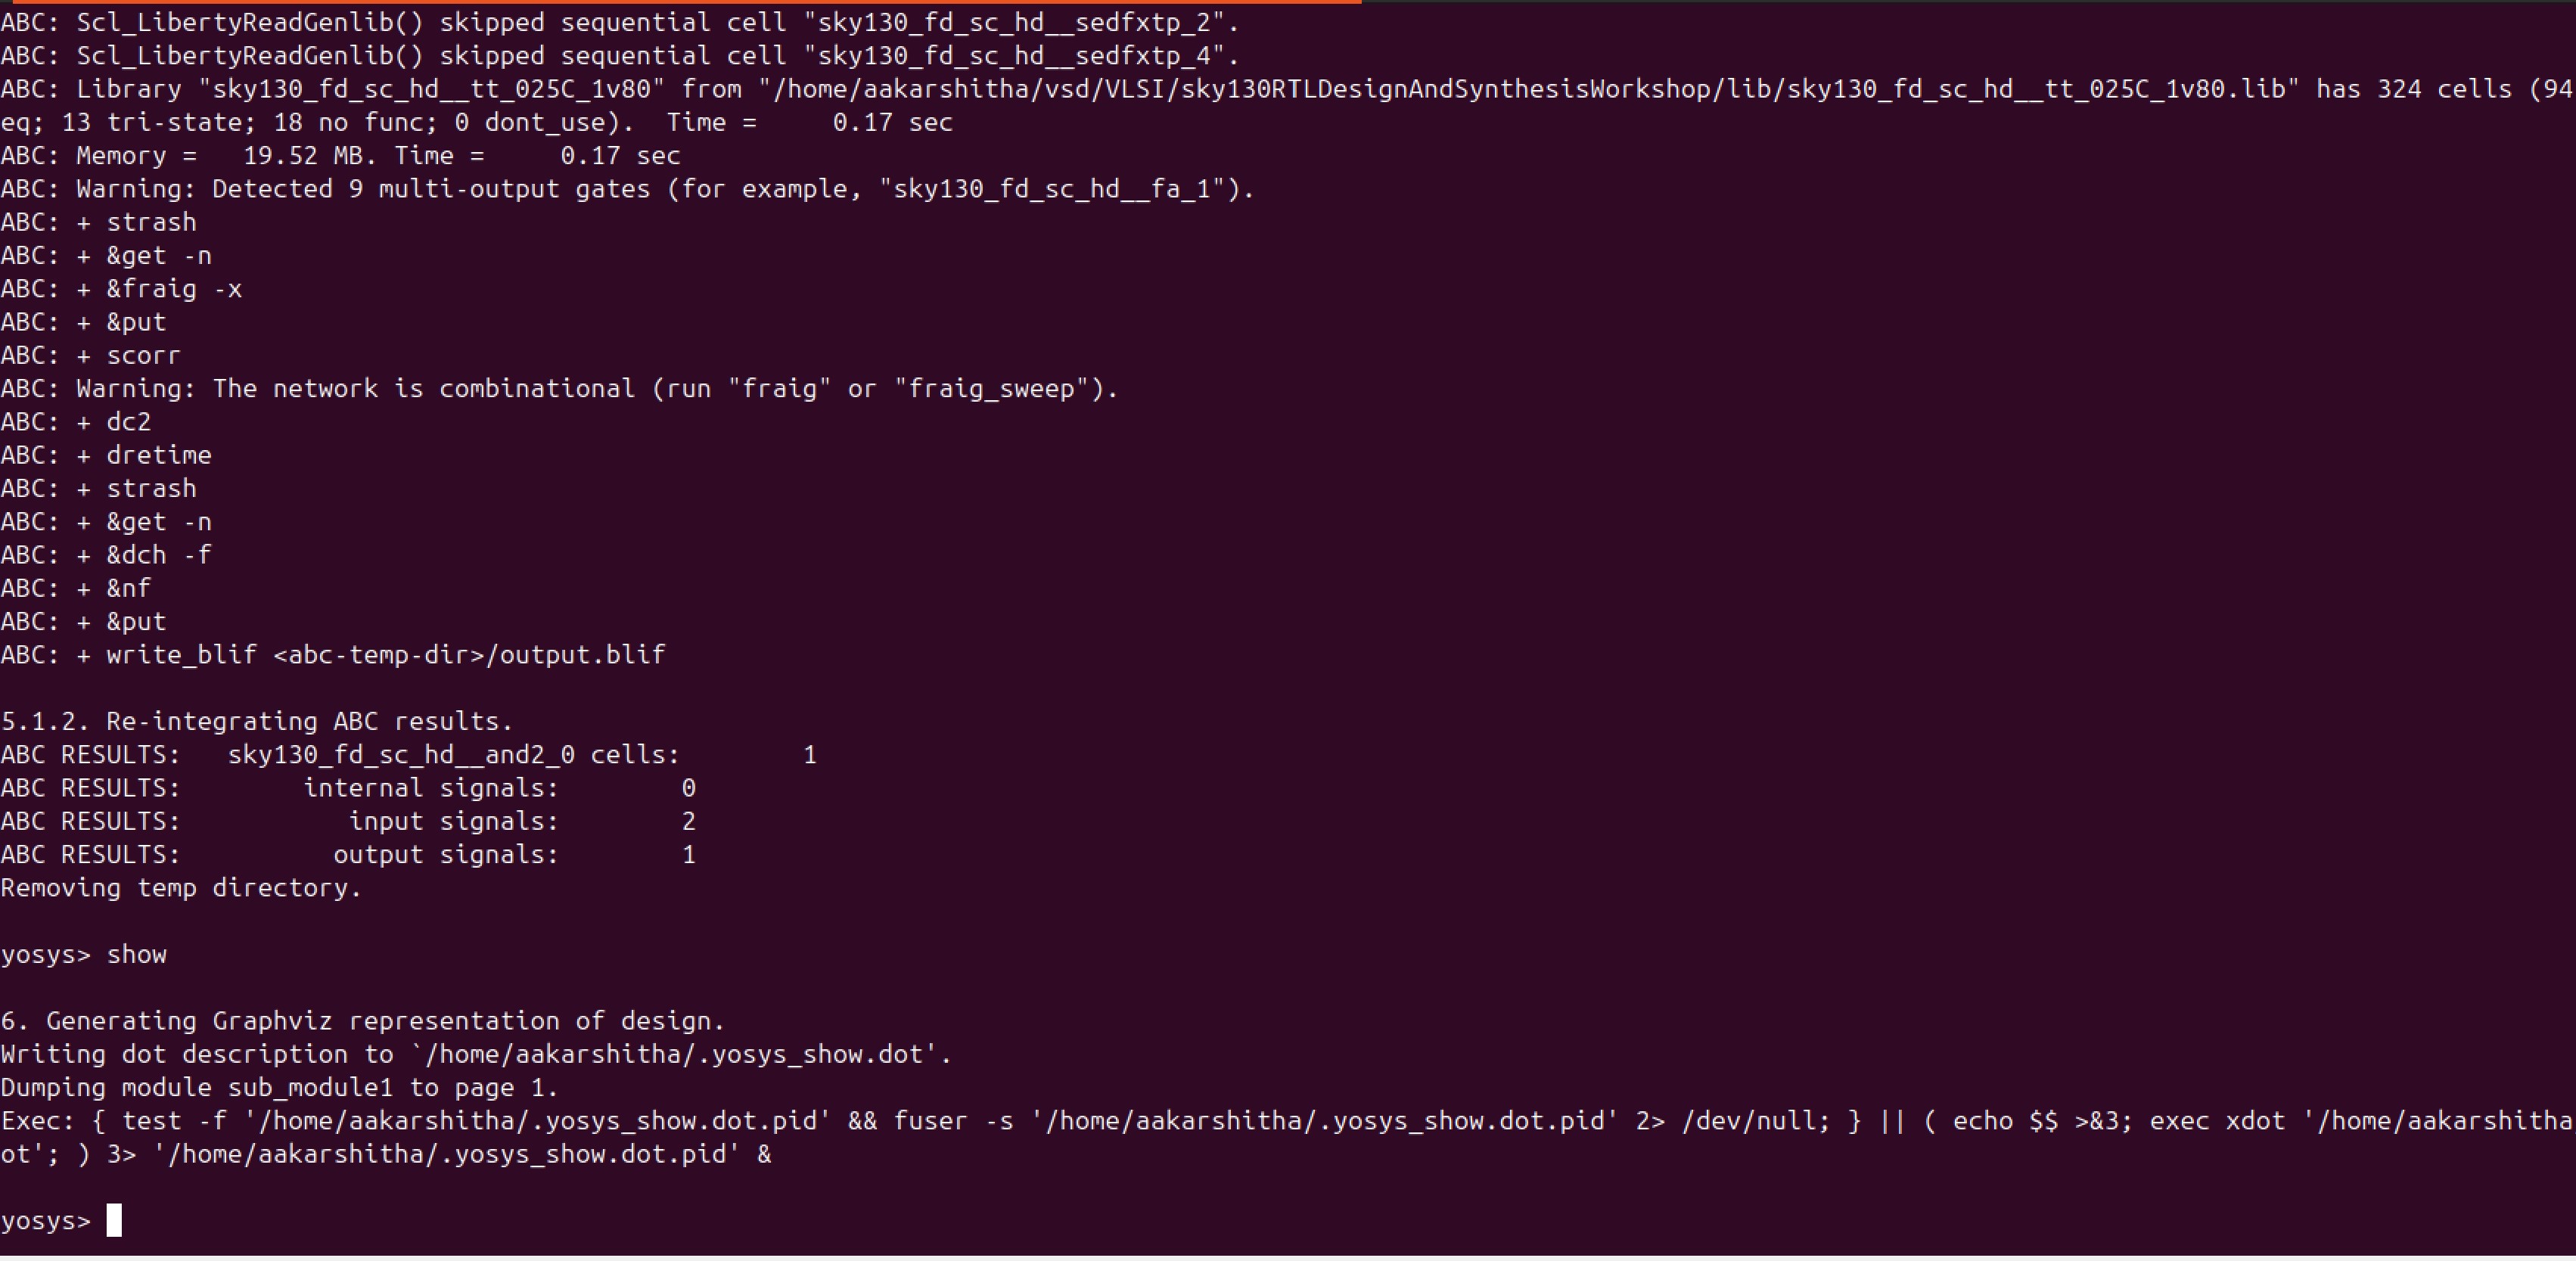 ABC: Scl_LibertyReadGenlib() skipped sequential cell "sky130_fd_sc_hd__sedfxtp_2".
ABC: Scl_LibertyReadGenlib() skipped sequential cell "sky130_fd_sc_hd__sedfxtp_4".
ABC: Library "sky130_fd_sc_hd__tt_025C_1v80" from "/home/aakarshitha/vsd/VLSI/sky130RTLDesignAndSynthesisWorkshop/lib/sky130_fd_sc_hd__tt_025C_1v80.lib" has 324 cells (94
eq; 13 tri-state; 18 no func; 0 dont_use).  Time =     0.17 sec
ABC: Memory =   19.52 MB. Time =     0.17 sec
ABC: Warning: Detected 9 multi-output gates (for example, "sky130_fd_sc_hd__fa_1").
ABC: + strash
ABC: + &get -n
ABC: + &fraig -x
ABC: + &put
ABC: + scorr
ABC: Warning: The network is combinational (run "fraig" or "fraig_sweep").
ABC: + dc2
ABC: + dretime
ABC: + strash
ABC: + &get -n
ABC: + &dch -f
ABC: + &nf
ABC: + &put
ABC: + write_blif <abc-temp-dir>/output.blif
5.1.2. Re-integrating ABC results.
ABC RESULTS:   sky130_fd_sc_hd__and2_0 cells:        1
ABC RESULTS:        internal signals:        0
ABC RESULTS:           input signals:        2
ABC RESULTS:          output signals:        1
Removing temp directory.
yosys> show
6. Generating Graphviz representation of design.
Writing dot description to `/home/aakarshitha/.yosys_show.dot'.
Dumping module sub_module1 to page 1.
Exec: { test -f '/home/aakarshitha/.yosys_show.dot.pid' && fuser -s '/home/aakarshitha/.yosys_show.dot.pid' 2> /dev/null; } || ( echo $$ >&3; exec xdot '/home/aakarshitha
ot'; ) 3> '/home/aakarshitha/.yosys_show.dot.pid' &
yosys>